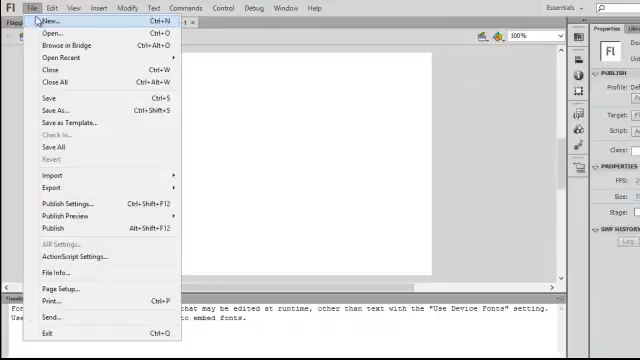 Fl File Edit View Insert Modify Text Commands Control Debug Window Help Essentials
New... Ctrl+N
Open... Ctrl+O
Browse in Bridge Ctrl+Alt+O
Open Recent
Close Ctrl+W
Close All Ctrl+Alt+W
Save Ctrl+S
Save As... Ctrl+Shift+S
Save as Template...
Check In...
Save All
Revert
Import
Export
Publish Settings... Ctrl+Shift+F12
Publish Preview
Publish Alt+Shift+F12
AIR Settings...
ActionScript Settings...
File Info...
Page Setup...
Print... Ctrl+P
Send...
Exit Ctrl+Q
100%
that may be edited at runtime, other than text with the "Use Device Fonts" setting.
to embed fonts.
Properties
Fl
PUBLISH
Profile:
Target:
Script:
Class:
PROPERTIES
FPS:
Size:
Stage:
SWF HISTORY
Log